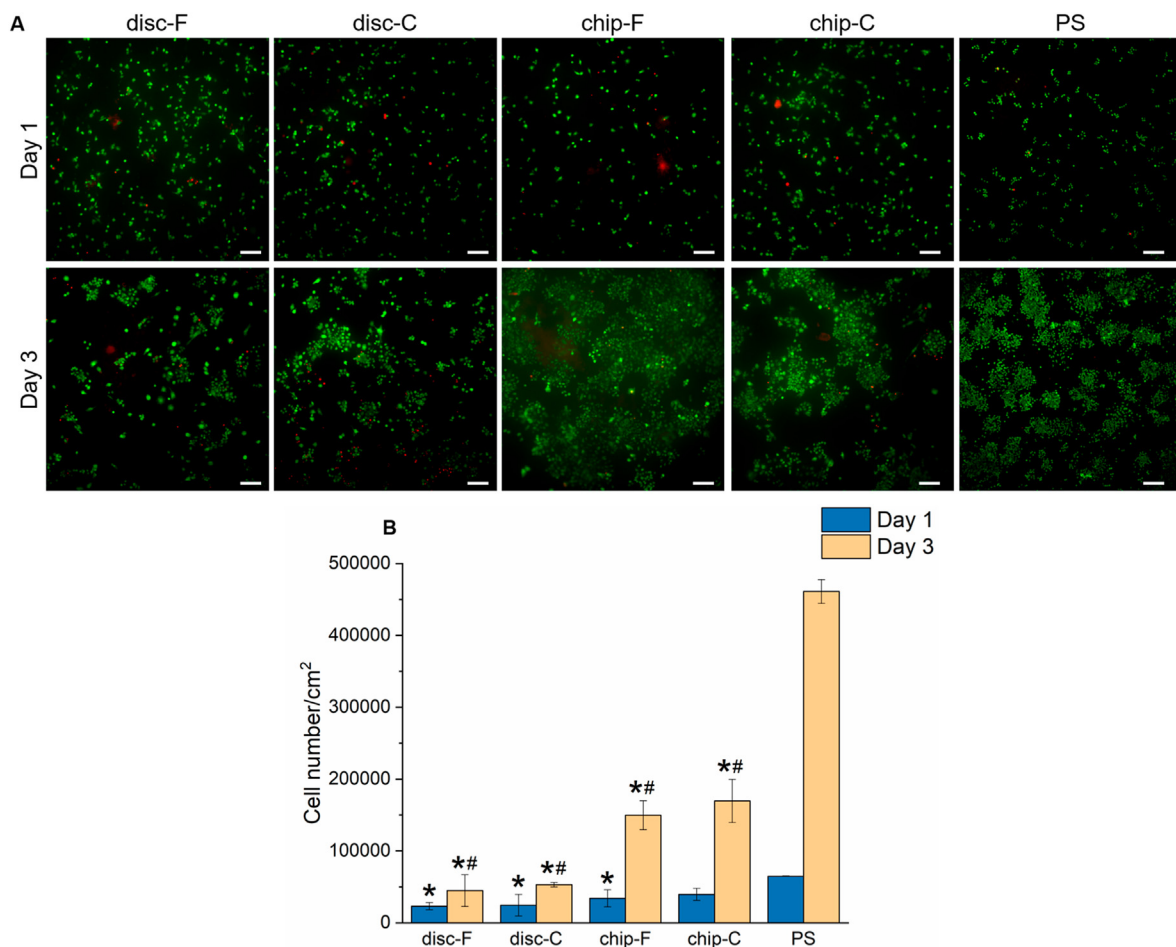 A
disc-F disc-C chip-F chip-C PS
Day 1
Day 3
B
Day 1
Day 3
Cell number/cm²
500000
400000
300000
200000
100000
0
*
*#
*
*#
*
*#
*#
disc-F disc-C chip-F chip-C PS